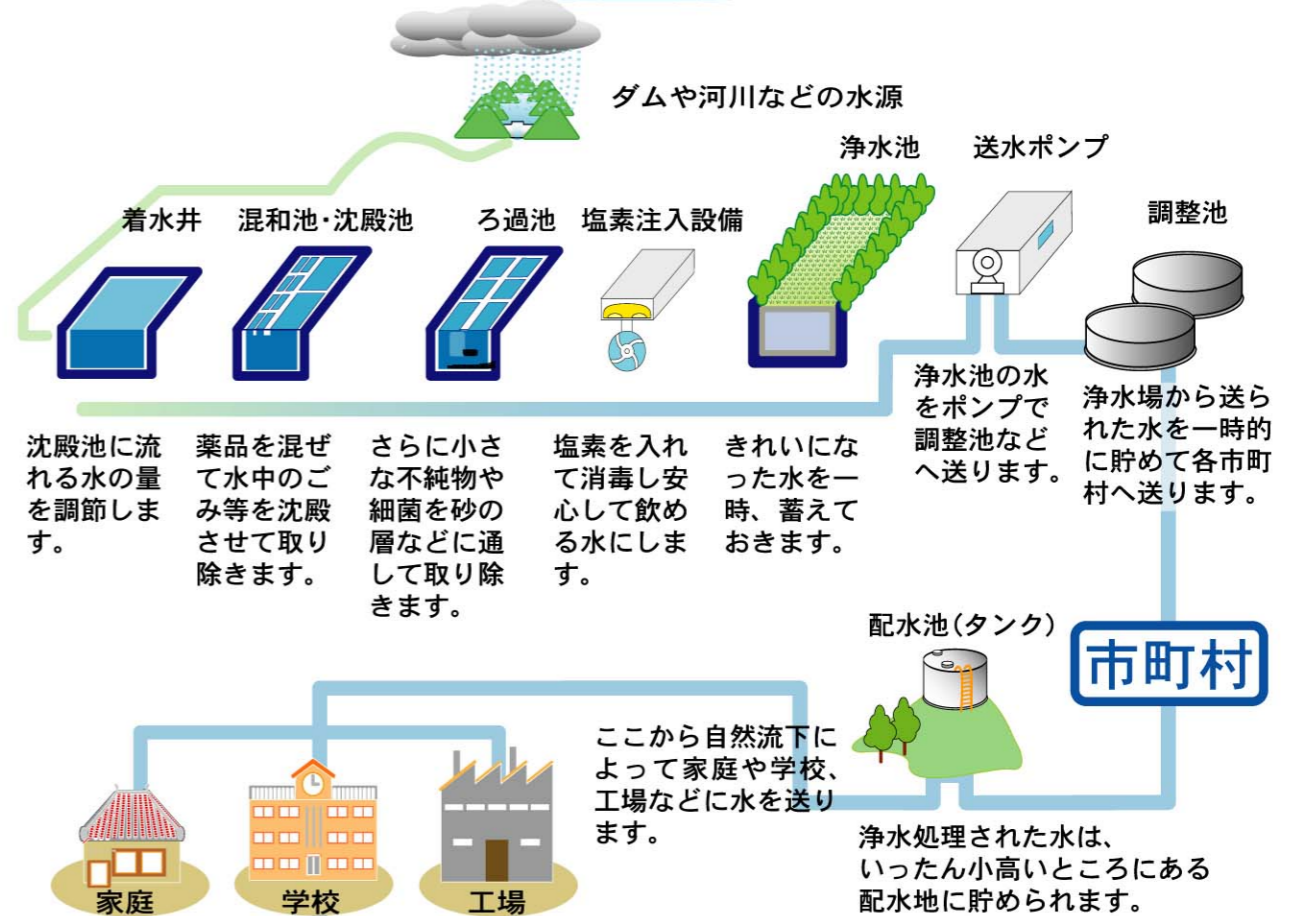 ダムや河川などの水源
浄水池
送水ポンプ
調整池
着水井
混和池・沈殿池
ろ過池
塩素注入設備
沈殿池に流
れる水の量
を調節しま
す。
薬品を混ぜ
て水中のご
み等を沈殿
させて取り
除きます。
さらに小さ
な不純物や
細菌を砂の
層などに通
して取り除
きます。
塩素を入れ
て消毒し安
心して飲め
る水にしま
す。
きれいにな
った水を一
時、蓄えて
おきます。
浄水池の水
をポンプで
調整池など
へ送ります。
浄水場から送ら
れた水を一時的
に貯めて各市町
村へ送ります。
市町村
配水池(タンク)
浄水処理された水は、
いったん小高いところにある
配水地に貯められます。
ここから自然流下に
よって家庭や学校、
工場などに水を送り
ます。
家庭
学校
工場